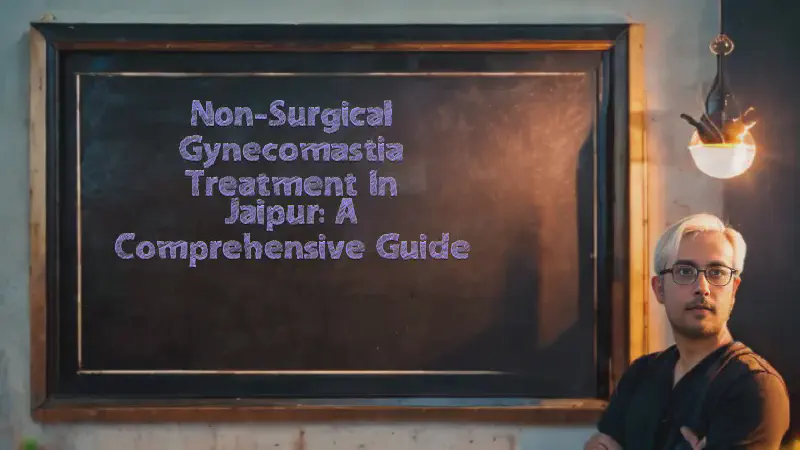 Non-Surgical
Gynecomastia
Treatment In
Jaipur: A
Comprehensive Guide